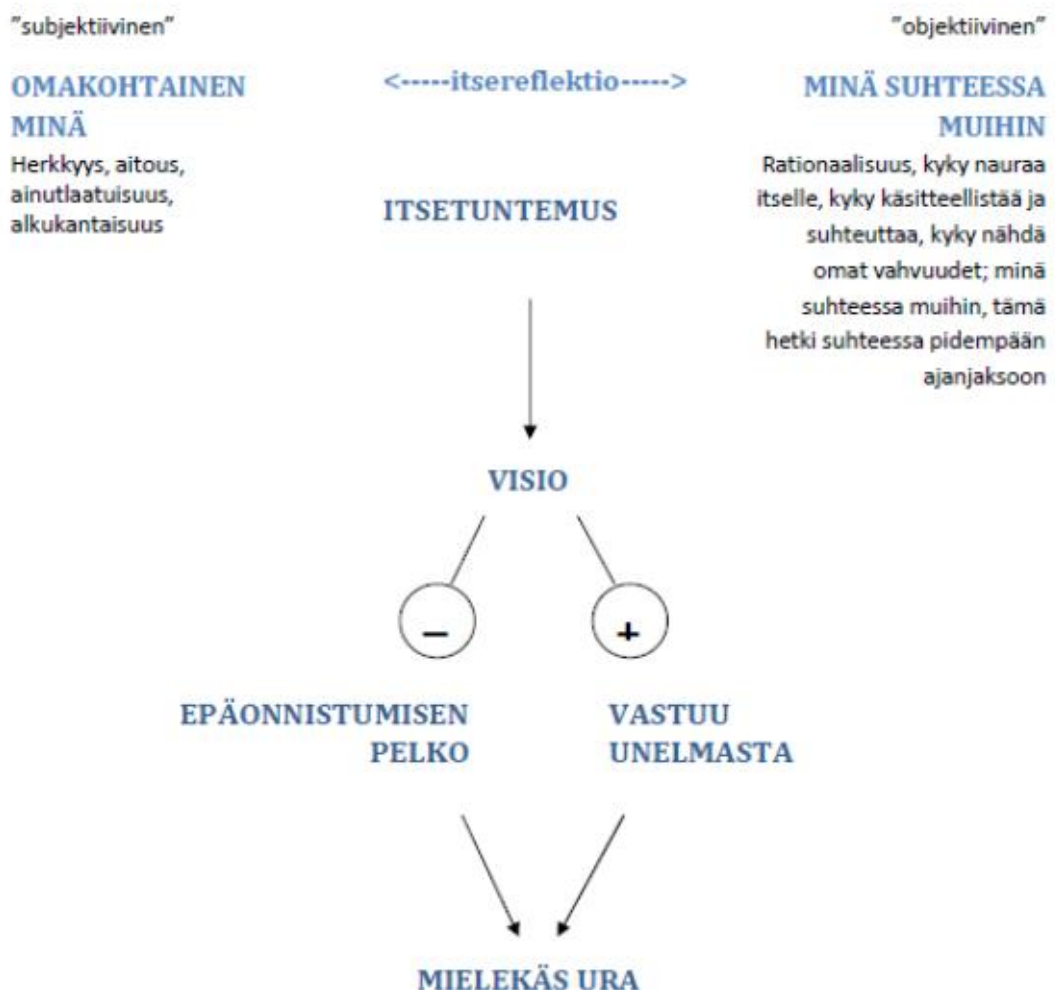 ”subjektiivinen”
”objektiivinen”
OMAKOHTAINEN
MINÄ
Herkkyys, aitous,
ainutlaatuisuus,
alkukantaisuus
<-----itsereflektio----->
ITSETUNTEMUS
MINÄ SUHTEESSA
MUIHIN
Rationaalisuus, kyky nauraa
itselle, kyky käsitteellistää ja
suhteuttaa, kyky nähdä
omat vahvuudet; minä
suhteessa muihin, tämä
hetki suhteessa pidempään
ajanjaksoon
VISIO
–
+
EPÄONNISTUMISEN
PELKO
VASTUU
UNELMASTA
MIELEKÄS URA